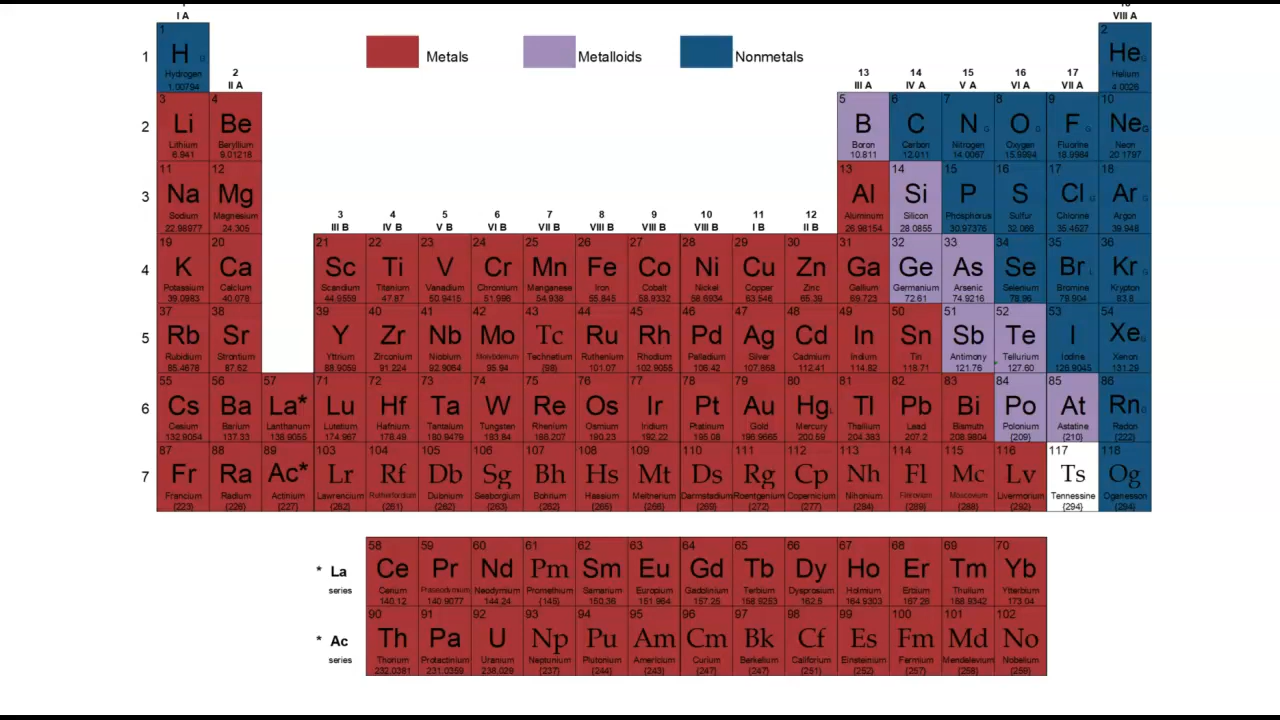 I A
VIII A
1 H Hydrogen 1.00794
2 He Helium 4.0026
Metals
Metalloids
Nonmetals
1
2
II A
13 14 15 16 17
III A IV A V A VI A VII A
2
3 Li Lithium 6.941
4 Be Beryllium 9.01218
5 B Boron 10.811
6 C Carbon 12.011
7 N Nitrogen 14.0067
8 O Oxygen 15.9994
9 F Fluorine 18.9984
10 Ne Neon 20.1797
3
11 Na Sodium 22.98977
12 Mg Magnesium 24.305
13 Al Aluminum 26.98154
14 Si Silicon 28.0855
15 P Phosphorus 30.97376
16 S Sulfur 32.066
17 Cl Chlorine 35.4527
18 Ar Argon 39.948
3 4 5 6 7 8 9 10 11 12
III B IV B V B VI B VII B VIII B VIII B VIII B I B II B
4
19 K Potassium 39.0983
20 Ca Calcium 40.078
21 Sc Scandium 44.9559
22 Ti Titanium 47.87
23 V Vanadium 50.9415
24 Cr Chromium 51.996
25 Mn Manganese 54.938
26 Fe Iron 55.845
27 Co Cobalt 58.9332
28 Ni Nickel 58.6934
29 Cu Copper 63.546
30 Zn Zinc 65.39
31 Ga Gallium 69.723
32 Ge Germanium 72.61
33 As Arsenic 74.9216
34 Se Selenium 78.96
35 Br Bromine 79.904
36 Kr Krypton 83.8
5
37 Rb Rubidium 85.4678
38 Sr Strontium 87.62
39 Y Yttrium 88.9059
40 Zr Zirconium 91.224
41 Nb Niobium 92.9064
42 Mo Molybdenum 95.94
43 Tc Technetium (98)
44 Ru Ruthenium 101.07
45 Rh Rhodium 102.9055
46 Pd Palladium 106.42
47 Ag Silver 107.868
48 Cd Cadmium 112.41
49 In Indium 114.82
50 Sn Tin 118.71
51 Sb Antimony 121.76
52 Te Tellurium 127.60
53 I Iodine 126.9045
54 Xe Xenon 131.29
6
55 Cs Cesium 132.9054
56 Ba Barium 137.33
57 La* Lanthanum 138.9055
71 Lu Lutetium 174.967
72 Hf Hafnium 178.49
73 Ta Tantalum 180.9479
74 W Tungsten 183.84
75 Re Rhenium 186.207
76 Os Osmium 190.23
77 Ir Iridium 192.22
78 Pt Platinum 195.08
79 Au Gold 196.9665
80 Hg Mercury 200.59
81 Tl Thallium 204.383
82 Pb Lead 207.2
83 Bi Bismuth 208.9804
84 Po Polonium (209)
85 At Astatine (210)
86 Rn Radon (222)
7
87 Fr Francium (223)
88 Ra Radium (226)
89 Ac* Actinium (227)
103 Lr Lawrencium (262)
104 Rf Rutherfordium (261)
105 Db Dubnium (262)
106 Sg Seaborgium (263)
107 Bh Bohrium (262)
108 Hs Hassium (265)
109 Mt Meitnerium (266)
110 Ds Darmstadium (269)
111 Rg Roentgenium (272)
112 Cp Copernicium (277)
113 Nh Nihonium (284)
114 Fl Flerovium (289)
115 Mc Moscovium (288)
116 Lv Livermorium (292)
117 Ts Tennessine (294)
118 Og Oganesson (294)
* La series
58 Ce Cerium 140.12
59 Pr Praseodymium 140.9077
60 Nd Neodymium 144.24
61 Pm Promethium (145)
62 Sm Samarium 150.36
63 Eu Europium 151.964
64 Gd Gadolinium 157.25
65 Tb Terbium 158.9253
66 Dy Dysprosium 162.5
67 Ho Holmium 164.9303
68 Er Erbium 167.26
69 Tm Thulium 168.9342
70 Yb Ytterbium 173.04
* Ac series
90 Th Thorium 232.0381
91 Pa Protactinium 231.0359
92 U Uranium 238.029
93 Np Neptunium (237)
94 Pu Plutonium (244)
95 Am Americium (243)
96 Cm Curium (247)
97 Bk Berkelium (247)
98 Cf Californium (251)
99 Es Einsteinium (252)
100 Fm Fermium (257)
101 Md Mendelevium (258)
102 No Nobelium (259)